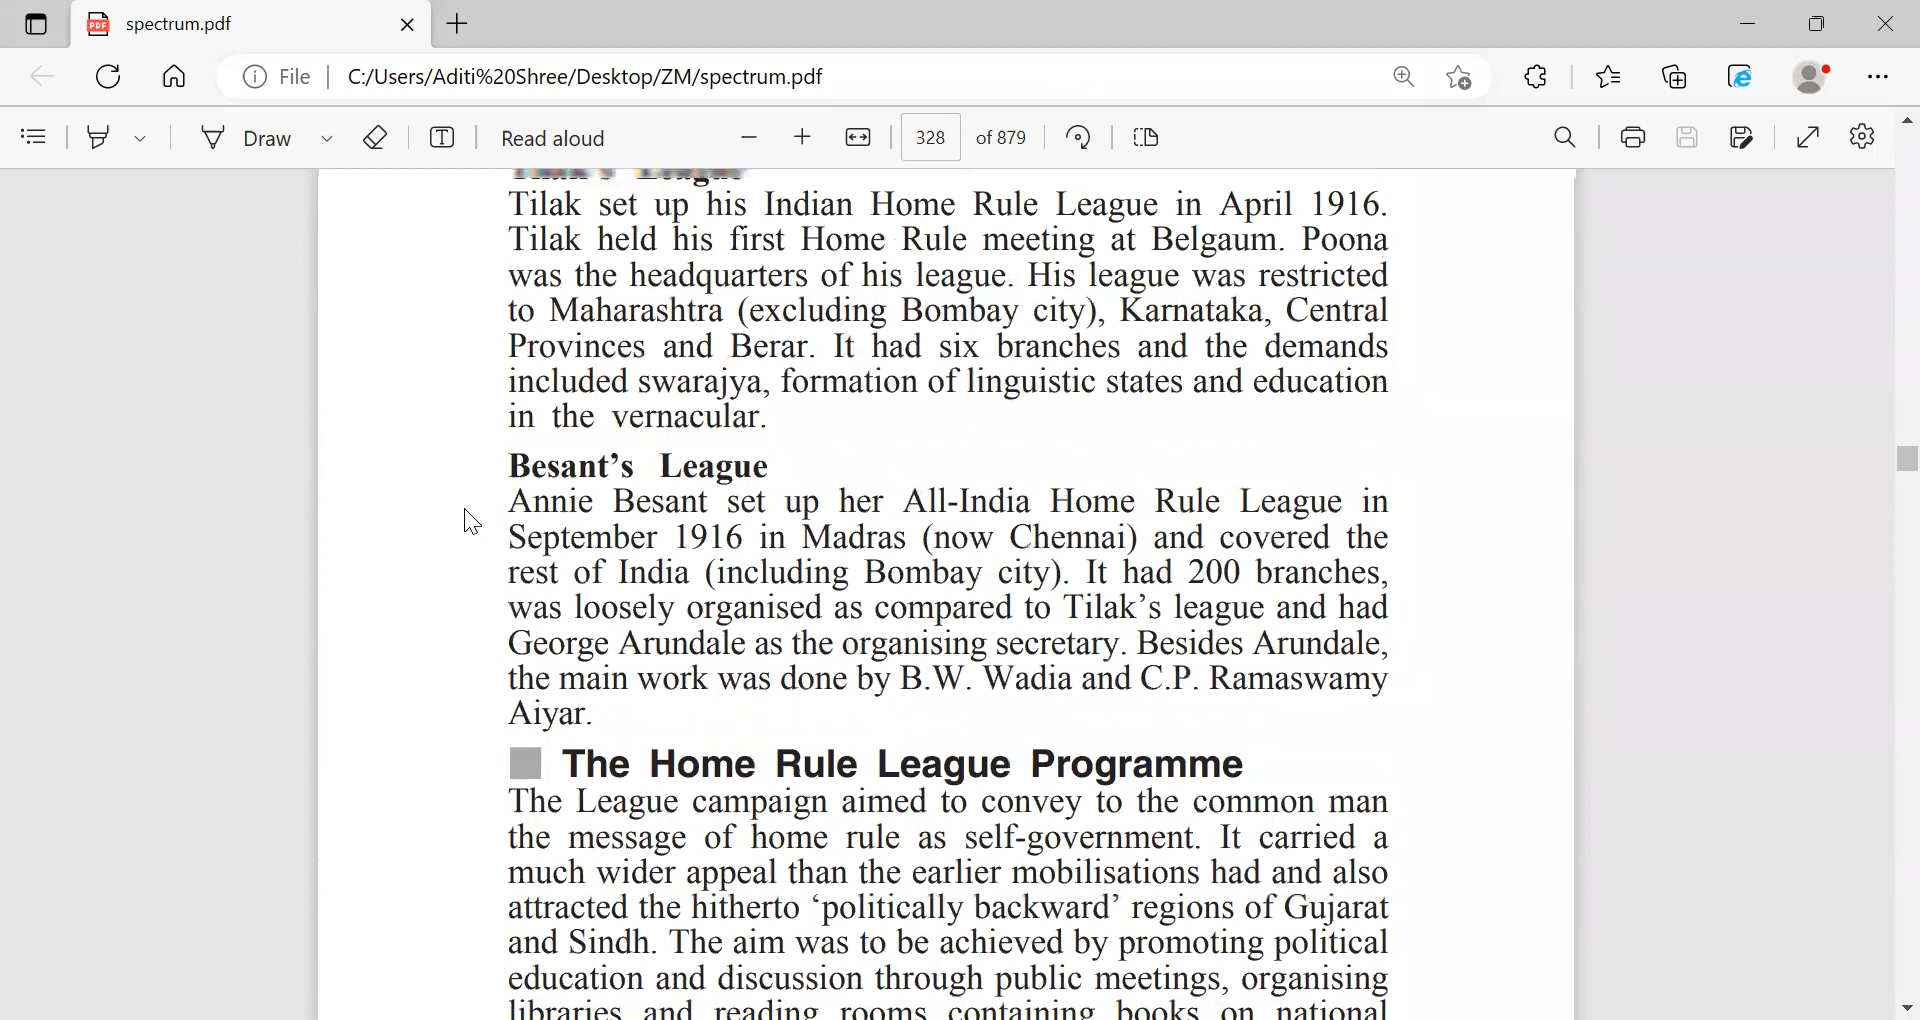 spectrum.pdf
File C:/Users/Aditi%20Shree/Desktop/ZM/spectrum.pdf
Draw Read aloud 328 of 879
Tilak set up his Indian Home Rule League in April 1916.
Tilak held his first Home Rule meeting at Belgaum. Poona
was the headquarters of his league. His league was restricted
to Maharashtra (excluding Bombay city), Karnataka, Central
Provinces and Berar. It had six branches and the demands
included swarajya, formation of linguistic states and education
in the vernacular.
Besant’s League
Annie Besant set up her All-India Home Rule League in
September 1916 in Madras (now Chennai) and covered the
rest of India (including Bombay city). It had 200 branches,
was loosely organised as compared to Tilak’s league and had
George Arundale as the organising secretary. Besides Arundale,
the main work was done by B.W. Wadia and C.P. Ramaswamy
Aiyar.
The Home Rule League Programme
The League campaign aimed to convey to the common man
the message of home rule as self-government. It carried a
much wider appeal than the earlier mobilisations had and also
attracted the hitherto ‘politically backward’ regions of Gujarat
and Sindh. The aim was to be achieved by promoting political
education and discussion through public meetings, organising
libraries and reading rooms containing books on national